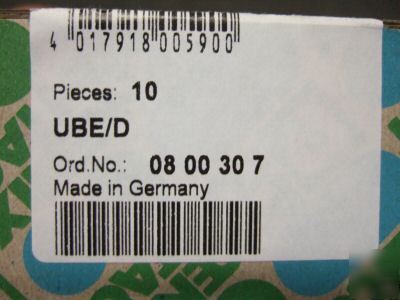 4 017918 005900
Pieces: 10
UBE/D
Ord.No.: 08 00 30 7
Made in Germany